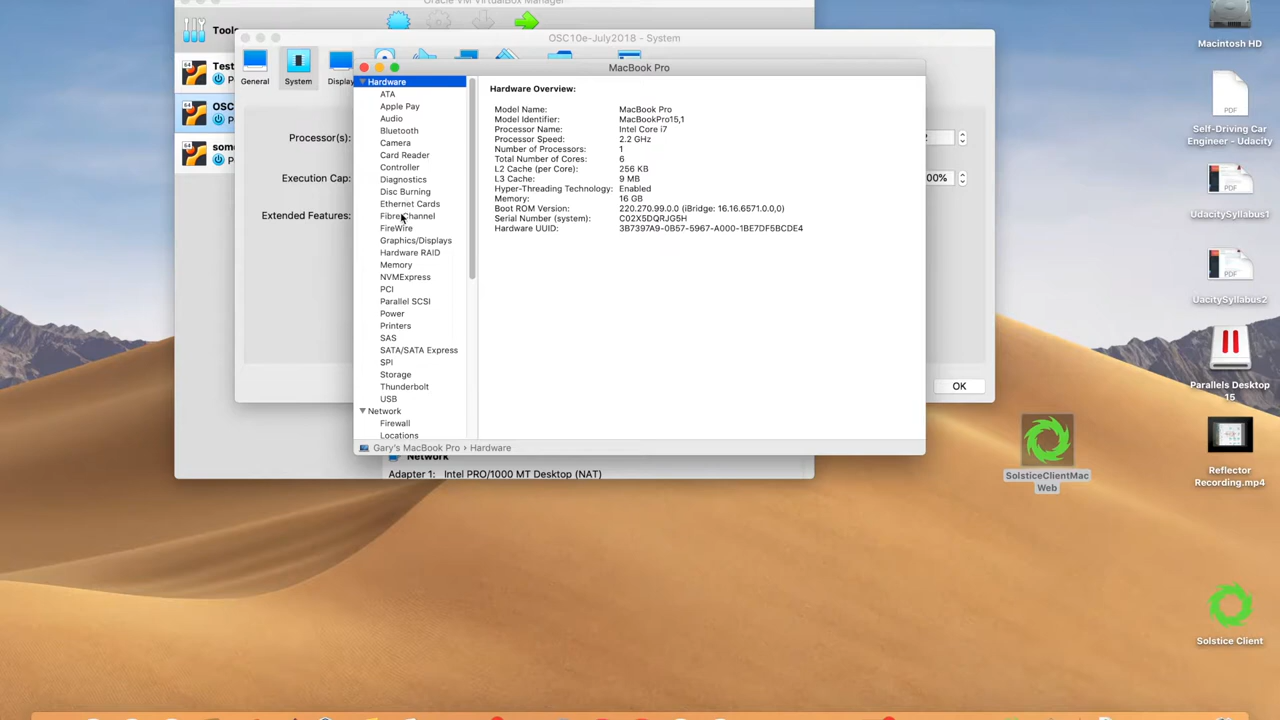 Oracle VM VirtualBox Manager
Tools
OSC10e-July2018 - System
Test
OSC
som
General
System
Display
Processor(s):
Execution Cap:
Extended Features:
2
00%
OK
MacBook Pro
Hardware
ATA
Apple Pay
Audio
Bluetooth
Camera
Card Reader
Controller
Diagnostics
Disc Burning
Ethernet Cards
Fibre Channel
FireWire
Graphics/Displays
Hardware RAID
Memory
NVMExpress
PCI
Parallel SCSI
Power
Printers
SAS
SATA/SATA Express
SPI
Storage
Thunderbolt
USB
Network
Firewall
Locations
Hardware Overview:
Model Name: MacBook Pro
Model Identifier: MacBookPro15,1
Processor Name: Intel Core i7
Processor Speed: 2.2 GHz
Number of Processors: 1
Total Number of Cores: 6
L2 Cache (per Core): 256 KB
L3 Cache: 9 MB
Hyper-Threading Technology: Enabled
Memory: 16 GB
Boot ROM Version: 220.270.99.0.0 (iBridge: 16.16.6571.0.0,0)
Serial Number (system): C02X5DQRJG5H
Hardware UUID: 3B7397A9-0B57-5967-A000-1BE7DF5BCDE4
Gary's MacBook Pro › Hardware
Network
Adapter 1: Intel PRO/1000 MT Desktop (NAT)
Macintosh HD
PDF
Self-Driving Car
Engineer - Udacity
PDF
UdacitySyllabus1
PDF
UacitySyllabus2
Parallels Desktop
15
Reflector
Recording.mp4
SolsticeClientMac
Web
Solstice Client